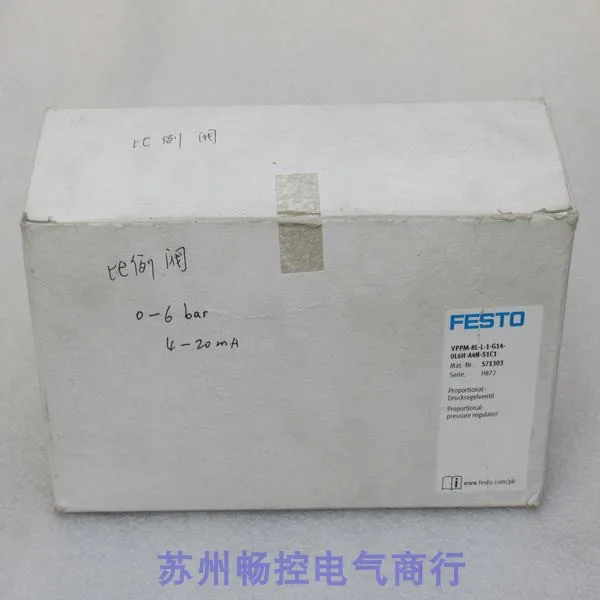 比例阀
比例阀
0-6 bar
4-20mA
FESTO
VPPM-8L-L-1-G14-
0L6H-A4N-S1C1
Mat.-Nr. 571303
Serie: H872
Proportional-
Druckregelventil
Proportional
pressure regulator
www.festo.com/pk
苏州畅控电气商行